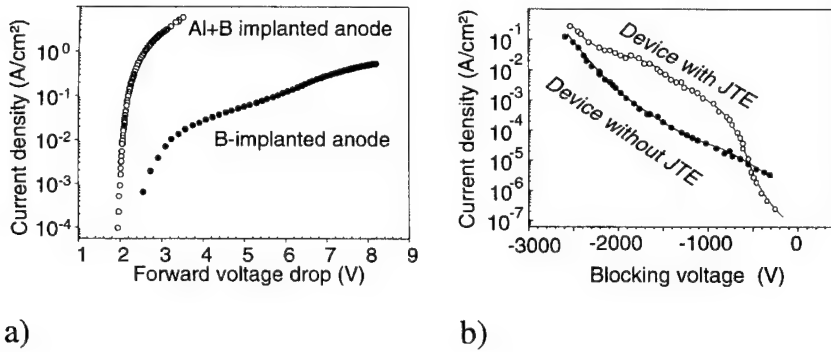 Current density (A/cm²)
10⁰
10⁻¹
10⁻²
10⁻³
10⁻⁴
Al+B implanted anode
B-implanted anode
1 2 3 4 5 6 7 8 9
Forward voltage drop (V)
a)
Current density (A/cm²)
10⁻¹
10⁻²
10⁻³
10⁻⁴
10⁻⁵
10⁻⁶
10⁻⁷
Device with JTE
Device without JTE
-3000 -2000 -1000 0
Blocking voltage (V)
b)